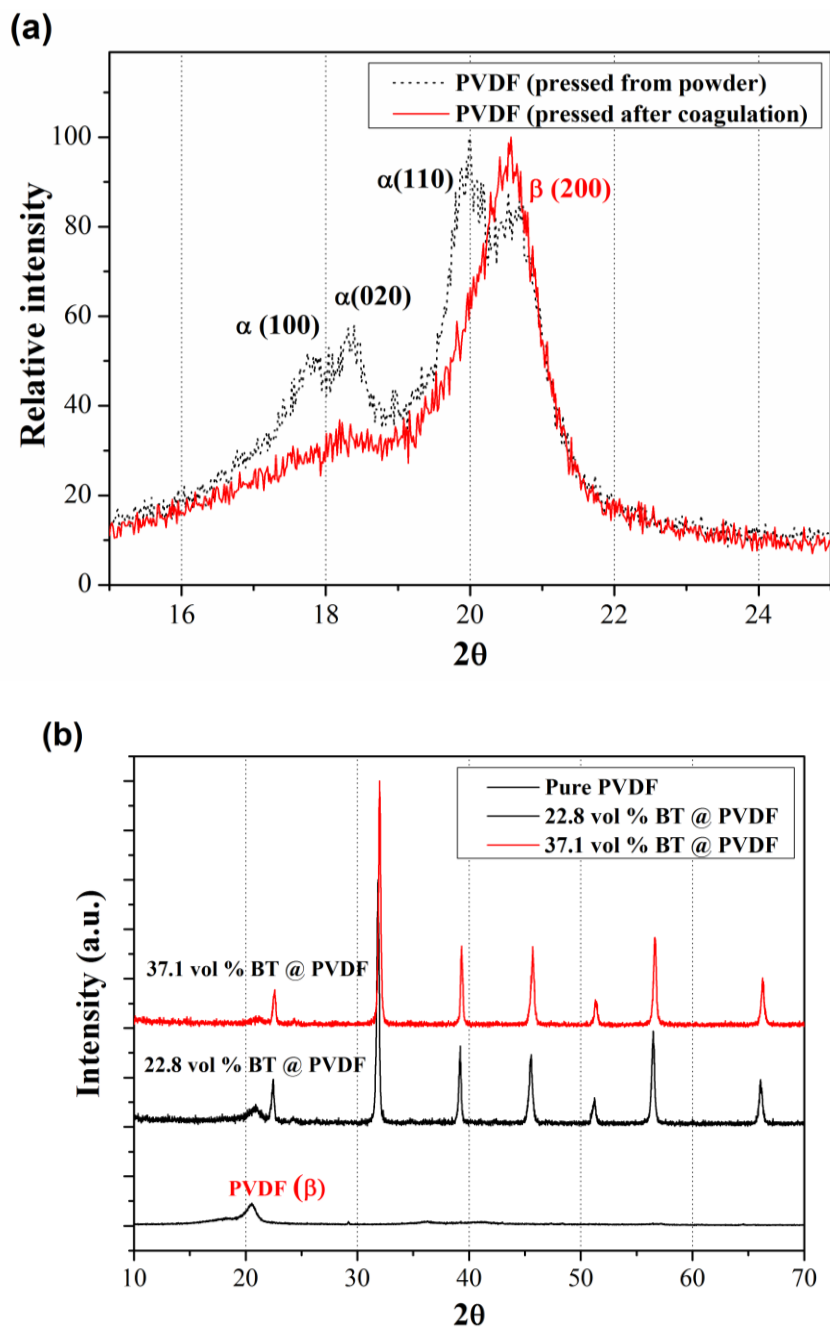 (a)
PVDF (pressed from powder)
PVDF (pressed after coagulation)
100
80
60
40
20
0
Relative intensity
α(110)
β (200)
α(020)
α (100)
16
18
20
22
24
2θ
(b)
Pure PVDF
22.8 vol % BT @ PVDF
37.1 vol % BT @ PVDF
Intensity (a.u.)
37.1 vol % BT @ PVDF
22.8 vol % BT @ PVDF
PVDF (β)
10
20
30
40
50
60
70
2θ